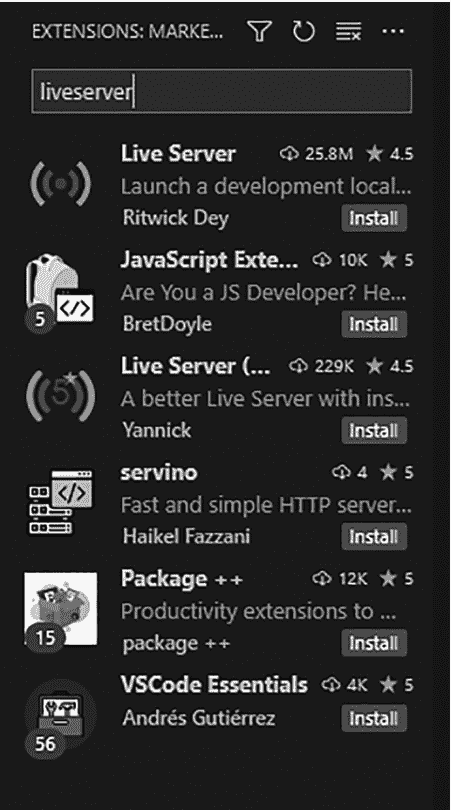 EXTENSIONS: MARKE...
liveserver
Live Server 25.8M 4.5
Launch a development local...
Ritwick Dey Install
JavaScript Exte... 10K 5
Are You a JS Developer? He...
5 </>
BretDoyle Install
Live Server (... 229K 4.5
5
A better Live Server with ins...
Yannick Install
servino 4 5
</>
Fast and simple HTTP server...
Haikel Fazzani Install
Package ++ 12K 5
Productivity extensions to ...
15
package ++ Install
VSCode Essentials 4K 5
Andrés Gutiérrez Install
56